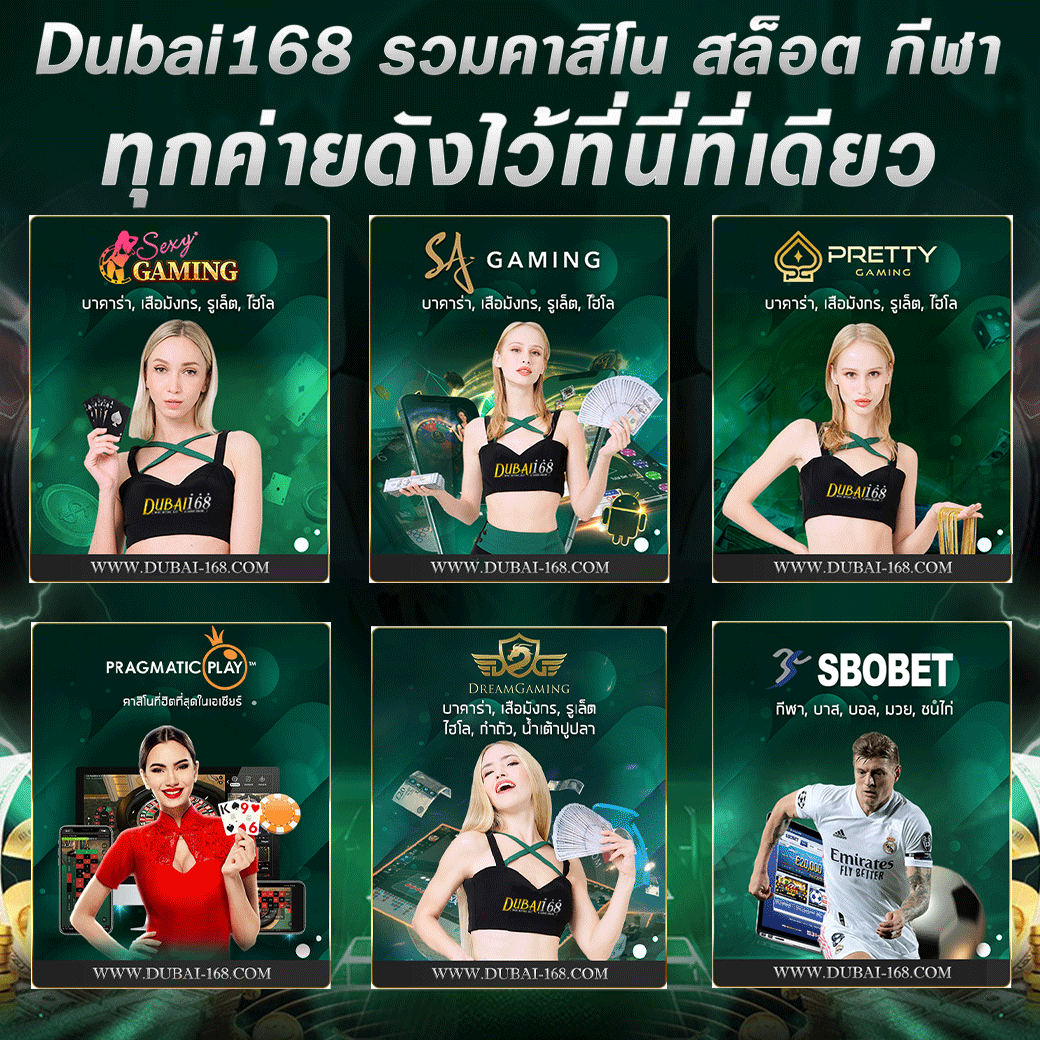 Dubai168 รวมคาสิโน สล็อต กีฬา
ทุกค่ายดังไว้ที่นี่ที่เดียว
Sexy
GAMING
บาคาร่า, เสือมังกร, รูเล็ต, ไฮโล
DUBAI168
WWW.DUBAI-168.COM
SA GAMING
บาคาร่า, เสือมังกร, รูเล็ต, ไฮโล
DUBAI168
WWW.DUBAI-168.COM
PG
PRETTY
GAMING
บาคาร่า, เสือมังกร, รูเล็ต, ไฮโล
DUBAI168
WWW.DUBAI-168.COM
PRAGMATIC PLAY™
คาสิโนที่ฮิตที่สุดในเอเชียร์
K 9 6
WWW.DUBAI-168.COM
DG
DREAMGAMING
บาคาร่า, เสือมังกร, รูเล็ต
ไฮโล, กำถั่ว, น้ำเต้าปูปลา
DUBAI168
WWW.DUBAI-168.COM
SBOBET
กีฬา, บาส, บอล, มวย, ชนไก่
adidas
Emirates
FLY BETTER
£20,000
WWW.DUBAI-168.COM